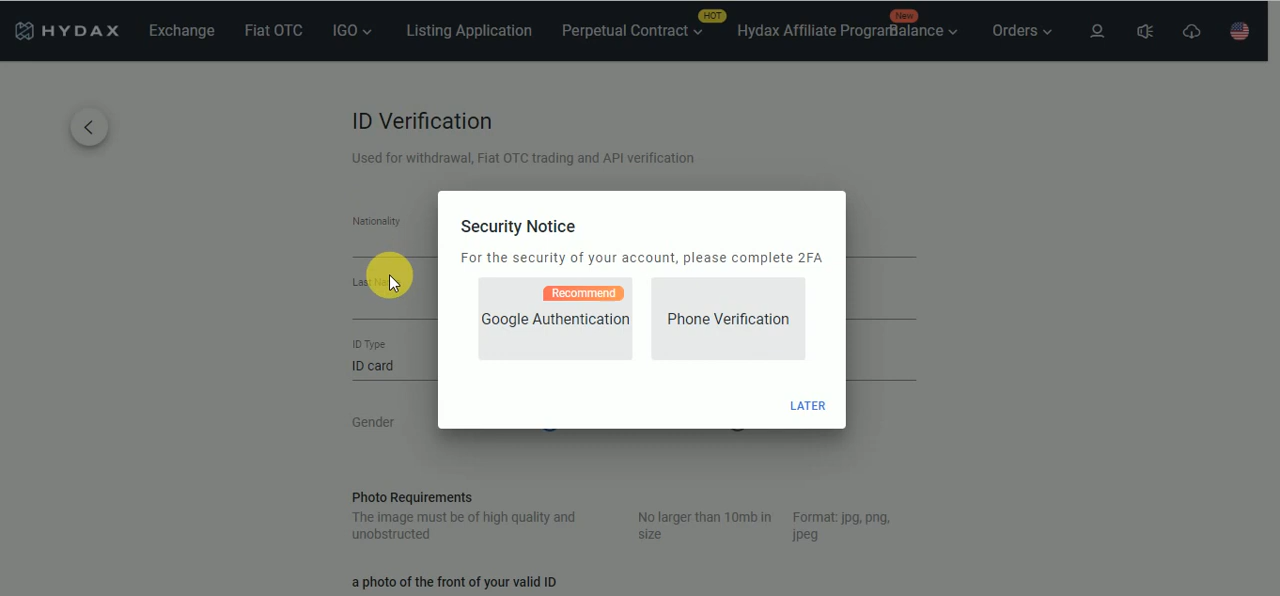 HYDAX Exchange Fiat OTC IGO Listing Application Perpetual Contract HOT Hydax Affiliate Program New Balance Orders
ID Verification
Used for withdrawal, Fiat OTC trading and API verification
Nationality
Security Notice
For the security of your account, please complete 2FA
Recommend
Google Authentication Phone Verification
LATER
Last
ID Type
ID card
Gender
Photo Requirements
The image must be of high quality and
unobstructed
No larger than 10mb in
size
Format: jpg, png,
jpeg
a photo of the front of your valid ID